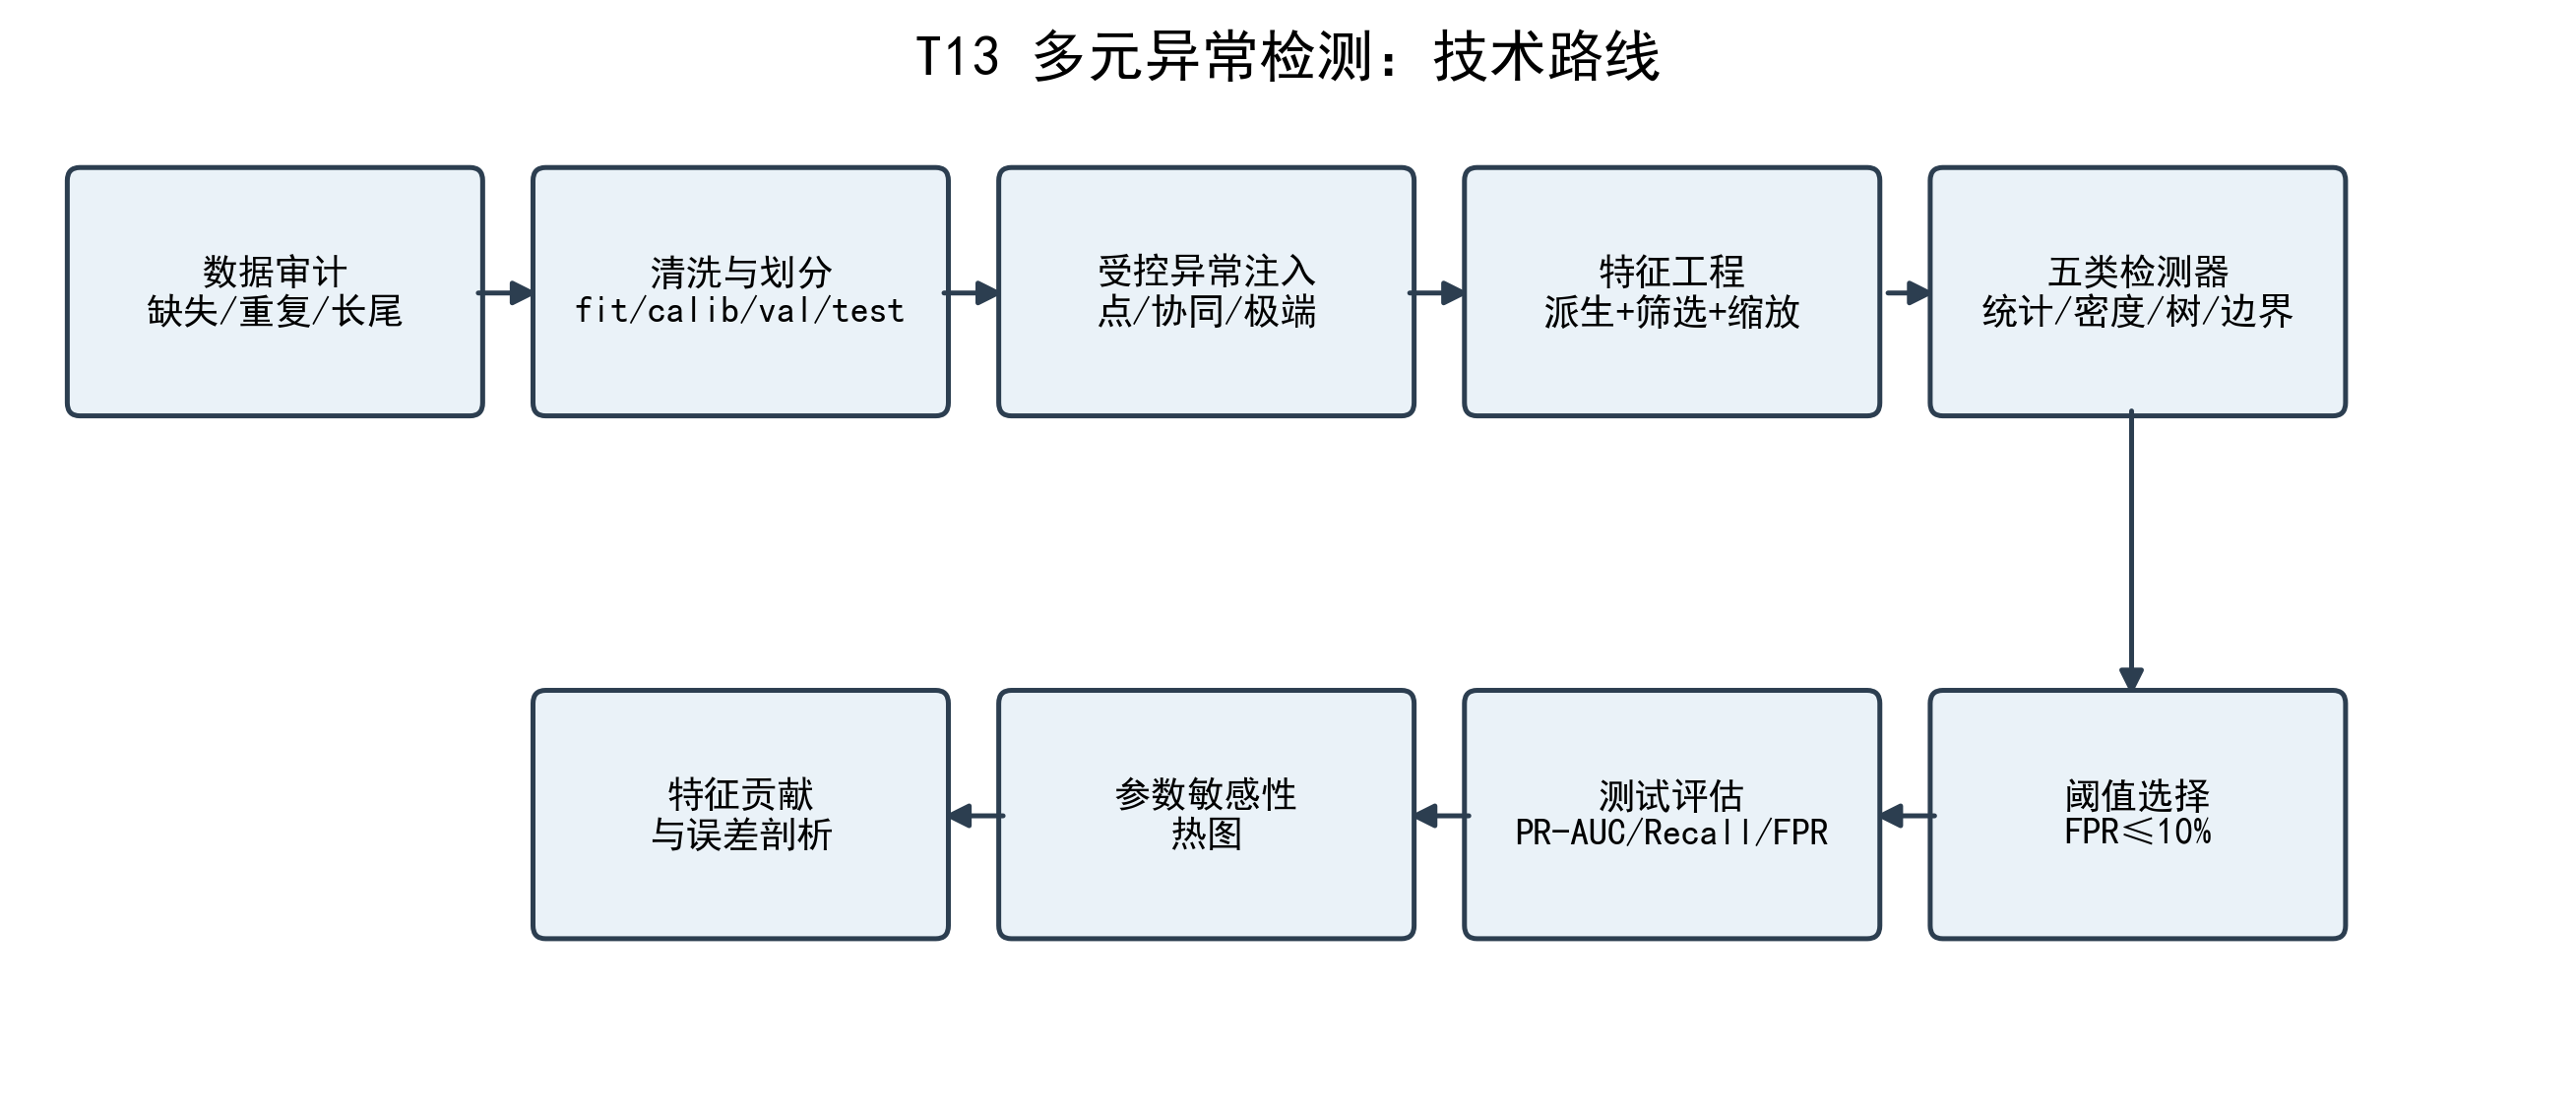 T13 多元异常检测：技术路线
数据审计
缺失/重复/长尾
清洗与划分
fit/calib/val/test
受控异常注入
点/协同/极端
特征工程
派生+筛选+缩放
五类检测器
统计/密度/树/边界
阈值选择
FPR≤10%
测试评估
PR-AUC/Recall/FPR
参数敏感性
热图
特征贡献
与误差剖析